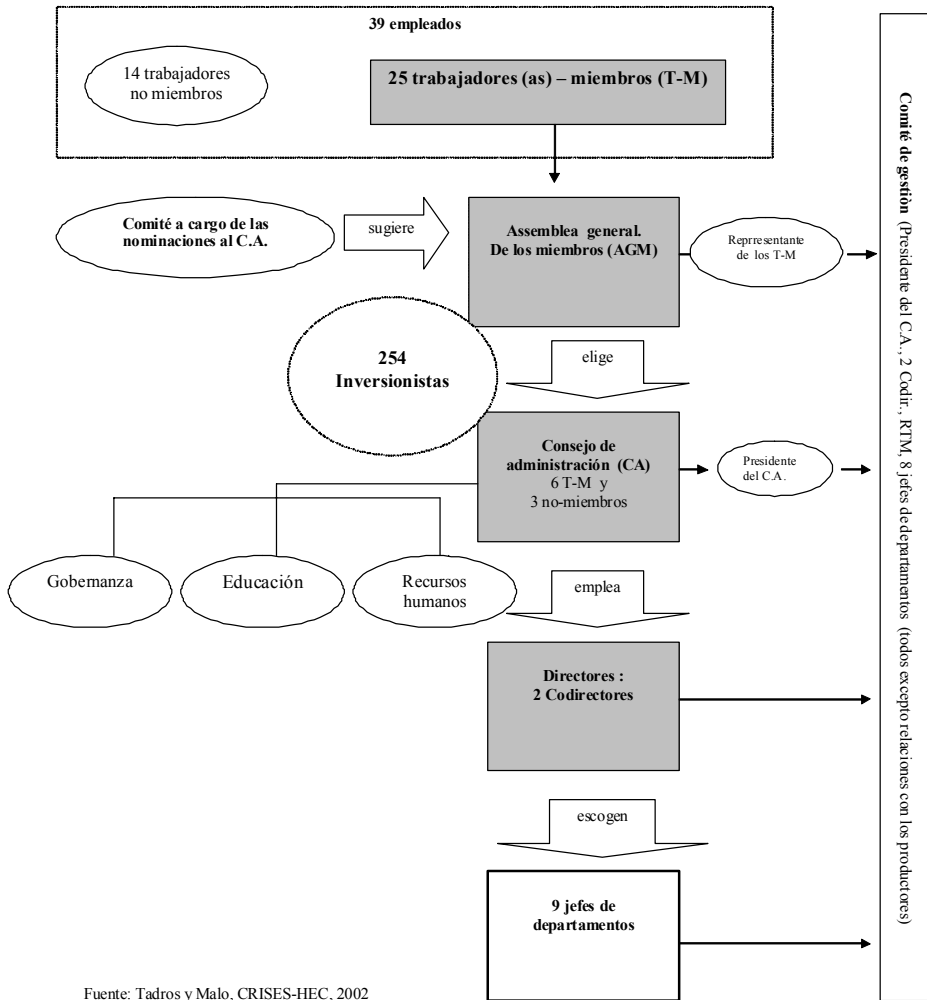 39 empleados
14 trabajadores
no miembros
25 trabajadores (as) – miembros (T-M)
Comité a cargo de las
nominaciones al C.A.
sugiere
Assemblea general.
De los miembros (AGM)
Reprresentante
de los T-M
254
Inversionistas
elige
Consejo de
administración (CA)
6 T-M y
3 no-miembros
Presidente
del C.A.
Gobernanza
Educación
Recursos
humanos
emplea
Directores :
2 Codirectores
escogen
9 jefes de
departamentos
Comité de gestiòn (Presidente del C.A., 2 Codir., RTM, 8 jefes de departamentos (todos excepto relaciones con los productores)
Fuente: Tadros y Malo, CRISES-HEC, 2002